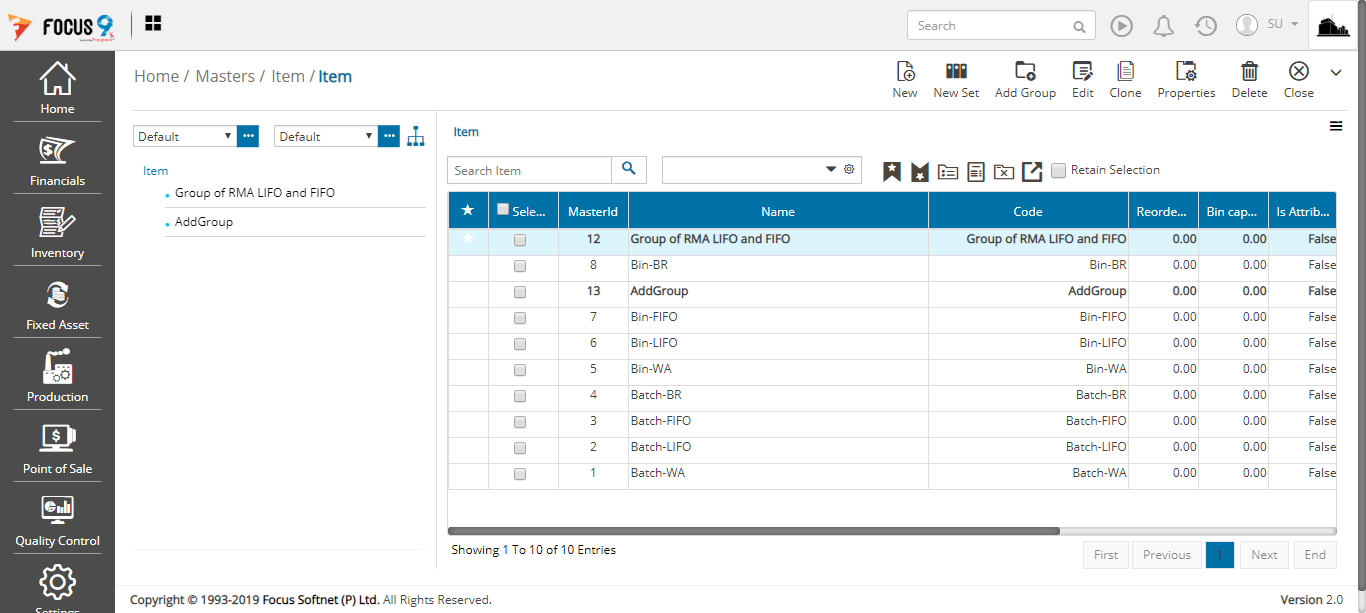 FOCUS 9
Search
SU
Home
Financials
Inventory
Fixed Asset
Production
Point of Sale
Quality Control
Settings
Home / Masters / Item / Item
New New Set Add Group Edit Clone Properties Delete Close
Default Default
Item
Group of RMA LIFO and FIFO
AddGroup
Item
Search Item
Retain Selection
Sele... MasterId Name Code Reorde... Bin cap... Is Attrib...
12 Group of RMA LIFO and FIFO Group of RMA LIFO and FIFO 0.00 0.00 False
8 Bin-BR Bin-BR 0.00 0.00 False
13 AddGroup AddGroup 0.00 0.00 False
7 Bin-FIFO Bin-FIFO 0.00 0.00 False
6 Bin-LIFO Bin-LIFO 0.00 0.00 False
5 Bin-WA Bin-WA 0.00 0.00 False
4 Batch-BR Batch-BR 0.00 0.00 False
3 Batch-FIFO Batch-FIFO 0.00 0.00 False
2 Batch-LIFO Batch-LIFO 0.00 0.00 False
1 Batch-WA Batch-WA 0.00 0.00 False
Showing 1 To 10 of 10 Entries
First Previous 1 Next End
Copyright © 1993-2019 Focus Softnet (P) Ltd. All Rights Reserved.
Version 2.0